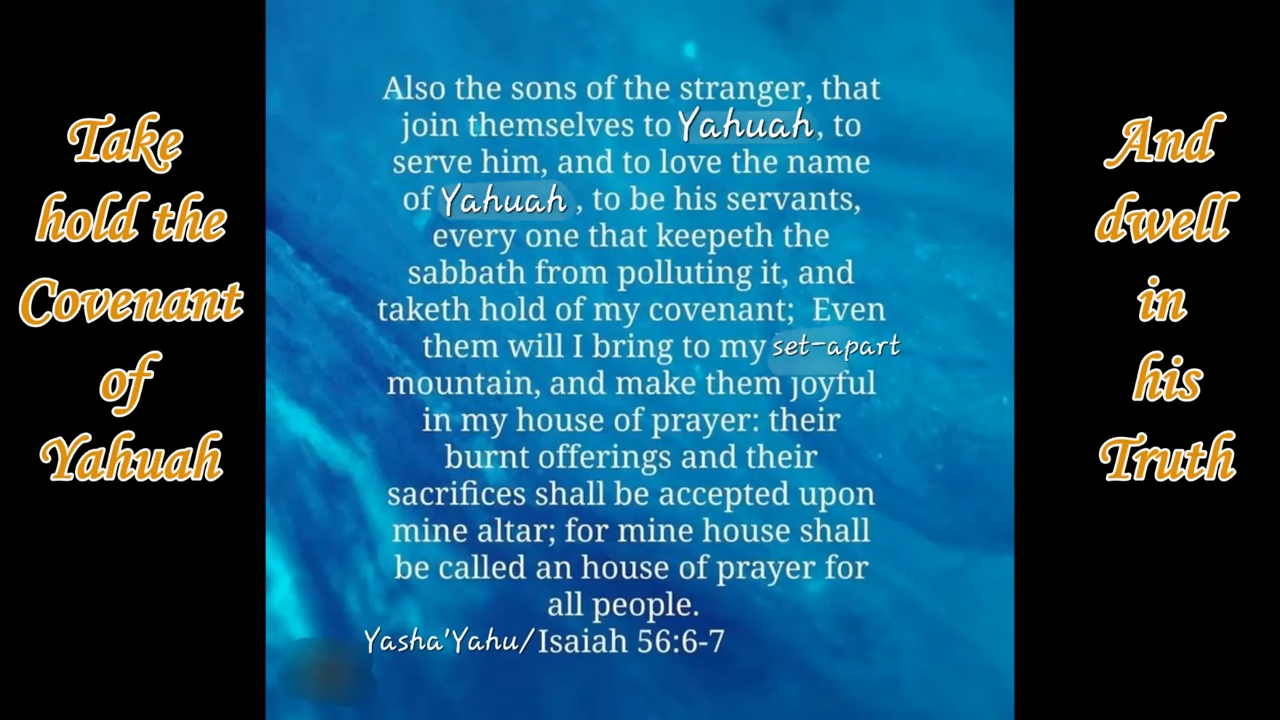 Take
hold the
Covenant
of
Yahuah
Also the sons of the stranger, that
join themselves to Yahuah, to
serve him, and to love the name
of Yahuah , to be his servants,
every one that keepeth the
sabbath from polluting it, and
taketh hold of my covenant; Even
them will I bring to my set-apart
mountain, and make them joyful
in my house of prayer: their
burnt offerings and their
sacrifices shall be accepted upon
mine altar; for mine house shall
be called an house of prayer for
all people.
Yasha'Yahu/Isaiah 56:6-7
And
dwell
in
his
Truth